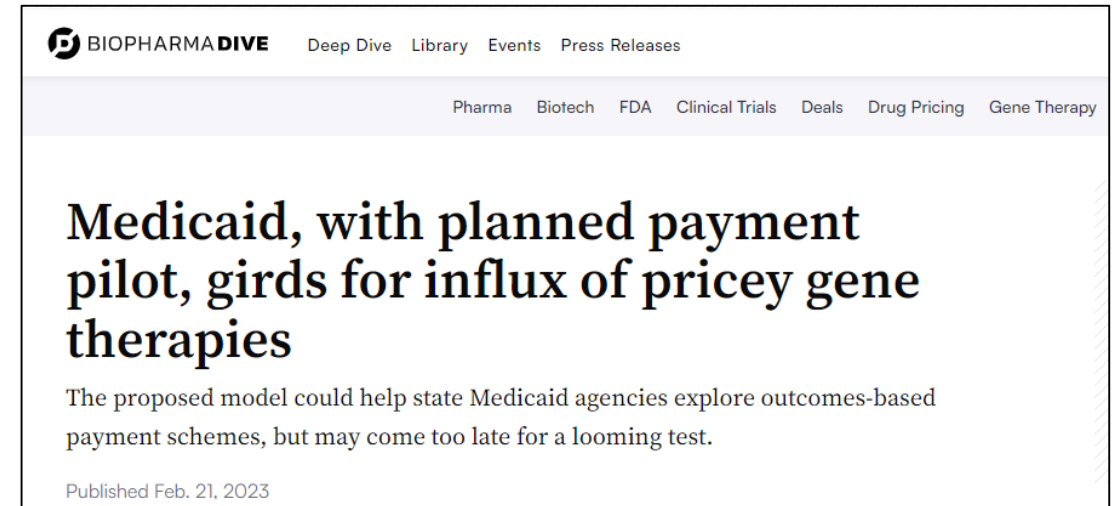 BIOPHARMADIVE Deep Dive Library Events Press Releases
Pharma Biotech FDA Clinical Trials Deals Drug Pricing Gene Therapy
Medicaid, with planned payment
pilot, girds for influx of pricey gene
therapies
The proposed model could help state Medicaid agencies explore outcomes-based
payment schemes, but may come too late for a looming test.
Published Feb. 21, 2023